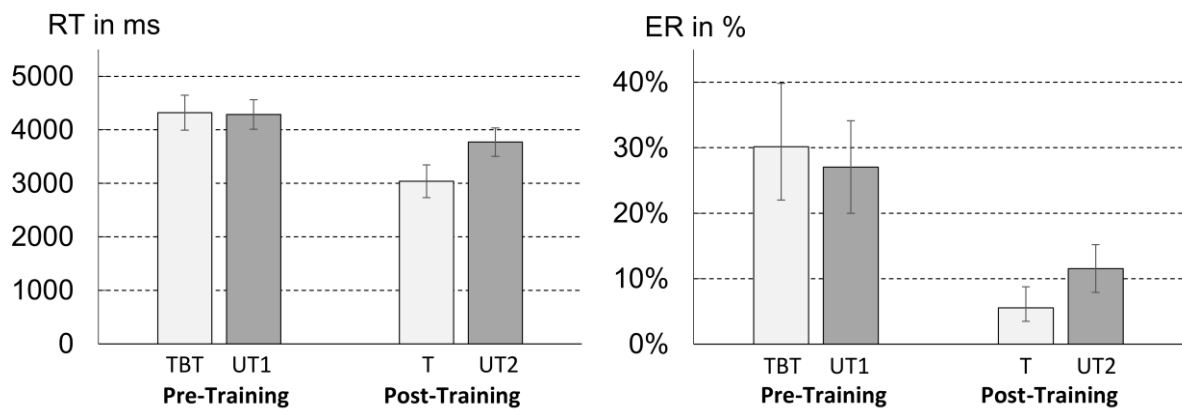 RT in ms
5000
4000
3000
2000
1000
0
TBT UT1 T UT2
Pre-Training Post-Training
ER in %
40%
30%
20%
10%
0%
TBT UT1 T UT2
Pre-Training Post-Training